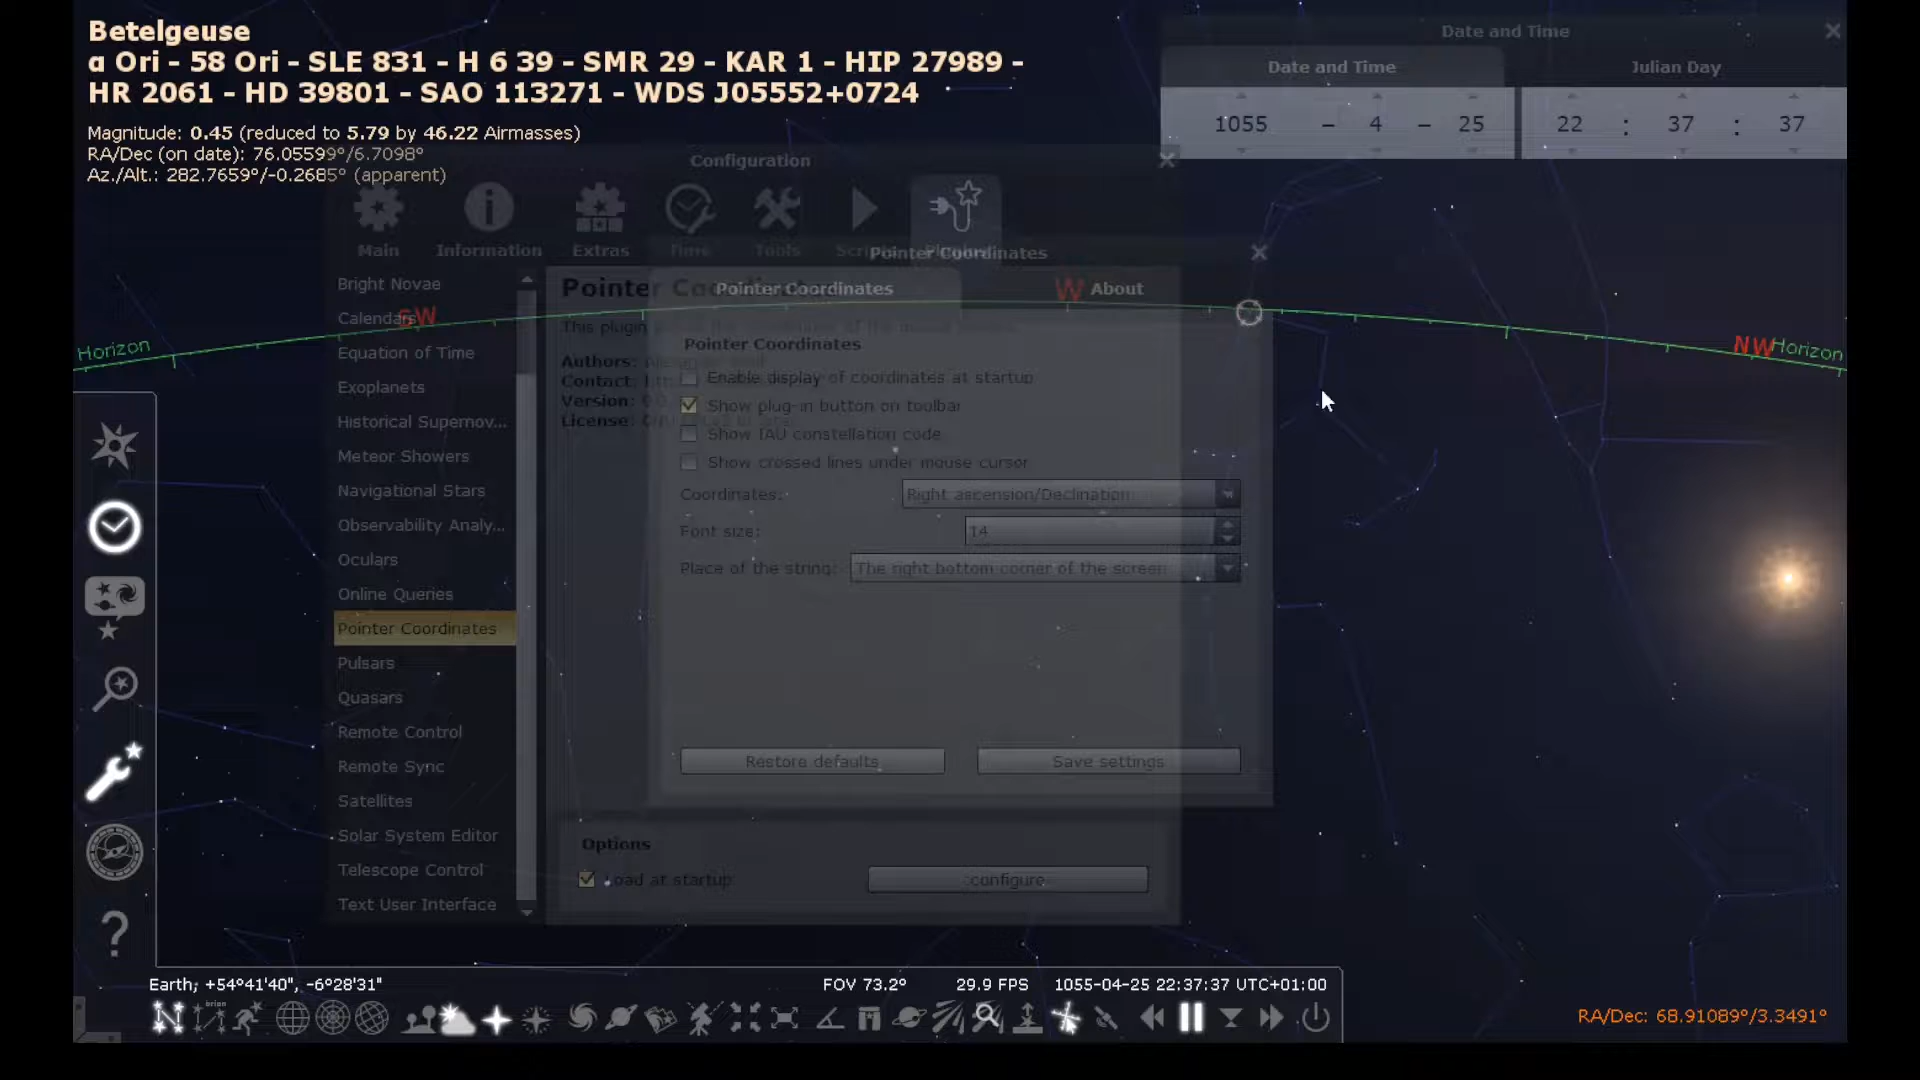 Betelgeuse
α Ori - 58 Ori - SLE 831 - H 6 39 - SMR 29 - KAR 1 - HIP 27989 -
HR 2061 - HD 39801 - SAO 113271 - WDS J05552+0724
Magnitude: 0.45 (reduced to 5.79 by 46.22 Airmasses)
RA/Dec (on date): 76.05599°/6.7098°
Az./Alt.: 282.7659°/-0.2685° (apparent)
Date and Time
Date and Time
Julian Day
1055 - 4 - 25 22 : 37 : 37
Configuration
Main Information Extras Time Tools
Pointer Coordinates
Pointer
Pointer Coordinates
W About
SW
Horizon
NW Horizon
Bright Novae
Calendars
Equation of Time
Exoplanets
Historical Supernov...
Meteor Showers
Navigational Stars
Observability Analy...
Oculars
Online Queries
Pointer Coordinates
Pulsars
Quasars
Remote Control
Remote Sync
Satellites
Solar System Editor
Telescope Control
Text User Interface
This plugin
Authors:
Contact:
Version:
License:
Pointer Coordinates
Enable display of coordinates at startup
Show plug-in button on toolbar
Show IAU constellation code
Show crossed lines under mouse cursor
Coordinates: Right ascension/Declination
Font size: 14
Place of the string: The right bottom corner of the screen
Restore defaults Save settings
Options
Load at startup configure
Earth; +54°41'40", -6°28'31" FOV 73.2° 29.9 FPS 1055-04-25 22:37:37 UTC+01:00
RA/Dec: 68.91089°/3.3491°